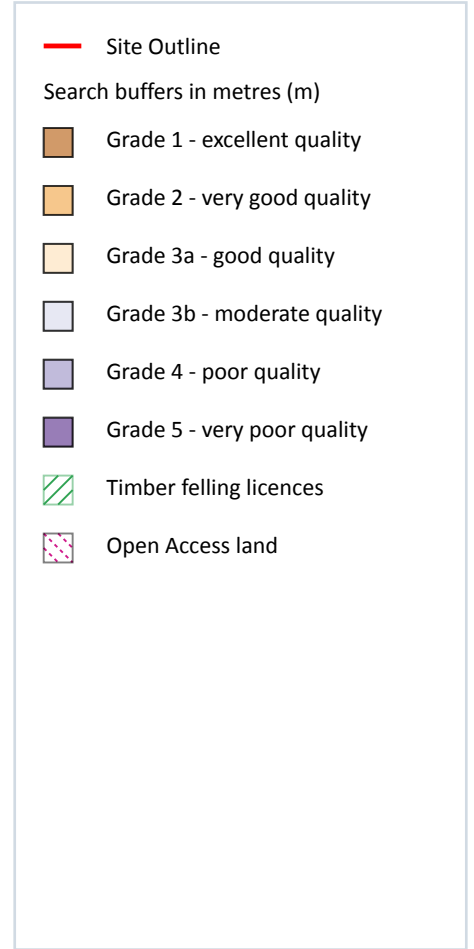 Site Outline
Search buffers in metres (m)
Grade 1 - excellent quality
Grade 2 - very good quality
Grade 3a - good quality
Grade 3b - moderate quality
Grade 4 - poor quality
Grade 5 - very poor quality
Timber felling licences
Open Access land